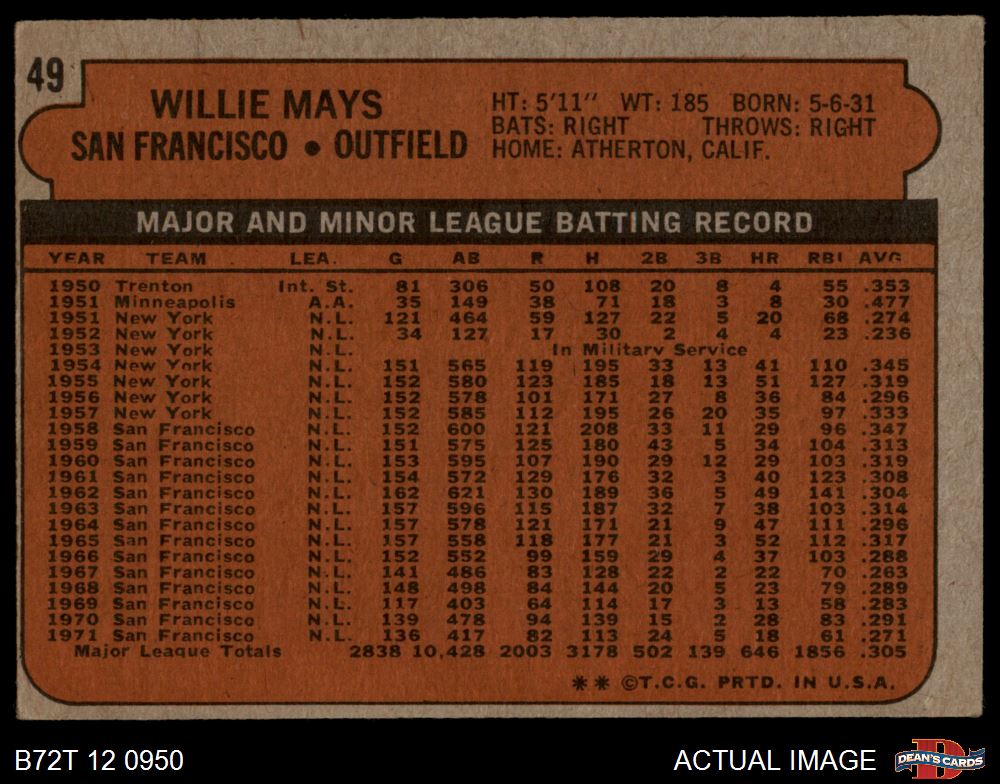 49
WILLIE MAYS
SAN FRANCISCO • OUTFIELD
HT: 5'11" WT: 185 BORN: 5-6-31
BATS: RIGHT THROWS: RIGHT
HOME: ATHERTON, CALIF.
MAJOR AND MINOR LEAGUE BATTING RECORD
YEAR TEAM LEA. G AB R H 2B 3B HR RBI AVG
1950 Trenton Int. St. 81 306 50 108 20 8 4 55 .353
1951 Minneapolis A.A. 35 149 38 71 18 3 8 30 .477
1951 New York N.L. 121 464 59 127 22 5 20 68 .274
1952 New York N.L. 34 127 17 30 2 4 4 23 .236
1953 New York N.L. In Military Service
1954 New York N.L. 151 565 119 195 33 13 41 110 .345
1955 New York N.L. 152 580 123 185 18 13 51 127 .319
1956 New York N.L. 152 578 101 171 27 8 36 84 .296
1957 New York N.L. 152 585 112 195 26 20 35 97 .333
1958 San Francisco N.L. 152 600 121 208 33 11 29 96 .347
1959 San Francisco N.L. 151 575 125 180 43 5 34 104 .313
1960 San Francisco N.L. 153 595 107 190 29 12 29 103 .319
1961 San Francisco N.L. 154 572 129 176 32 3 40 123 .308
1962 San Francisco N.L. 162 621 130 189 36 5 49 141 .304
1963 San Francisco N.L. 157 596 115 187 32 7 38 103 .314
1964 San Francisco N.L. 157 578 121 171 21 9 47 111 .296
1965 San Francisco N.L. 157 558 118 177 21 3 52 112 .317
1966 San Francisco N.L. 152 552 99 159 29 4 37 103 .288
1967 San Francisco N.L. 141 486 83 128 22 2 22 70 .263
1968 San Francisco N.L. 148 498 84 144 20 5 23 79 .289
1969 San Francisco N.L. 117 403 64 114 17 3 13 58 .283
1970 San Francisco N.L. 139 478 94 139 15 2 28 83 .291
1971 San Francisco N.L. 136 417 82 113 24 5 18 61 .271
Major League Totals 2838 10,428 2003 3178 502 139 646 1856 .305
** ©T.C.G. PRTD. IN U.S.A.
B72T 12 0950
ACTUAL IMAGE
DEAN'S CARDS